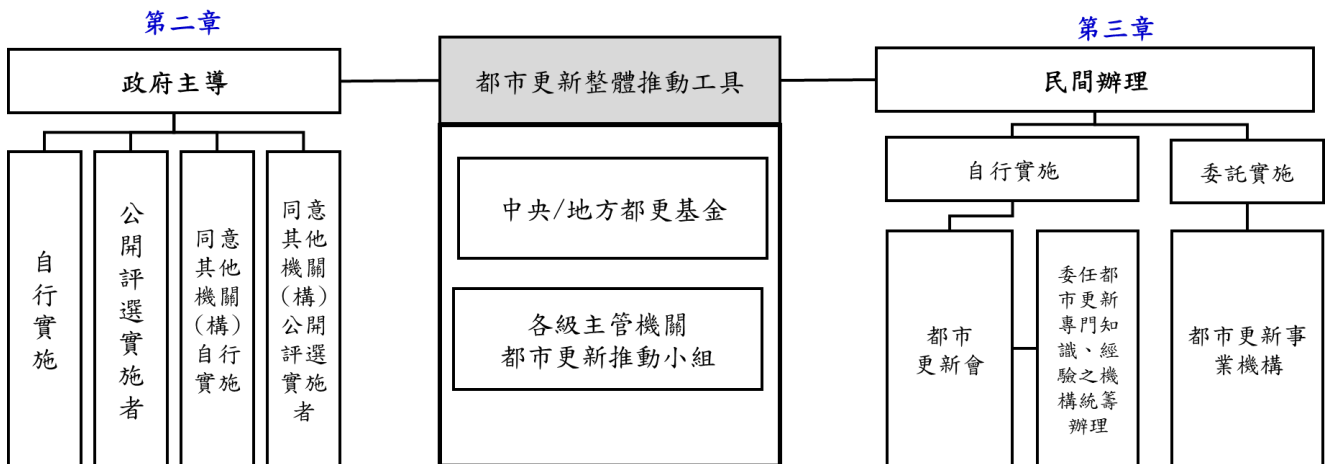 第二章
政府主導
自行實施
公開評選實施者
同意
其他
機關
(構)
自行
實施
同意
其他
機關
(構)
公開
評選
實施
者
都市更新整體推動工具
中央/地方都更基金
各級主管機關
都市更新推動小組
第三章
民間辦理
自行實施
委託實施
都市
更新會
委任都
市更新
專門知
識、經
驗之機
構統籌
辦理
都市更新事
業機構